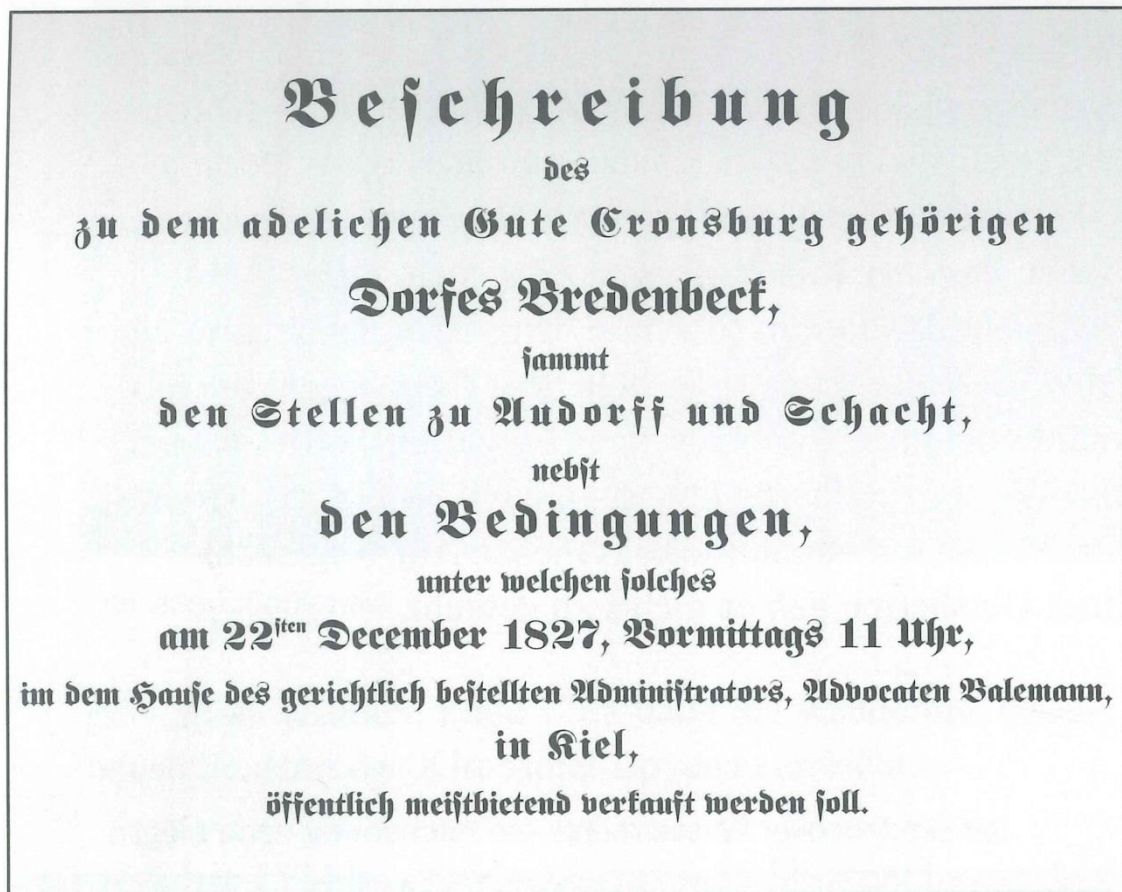 Beſchreibung
des
zu dem adelichen Gute Cronsburg gehörigen
Dorfes Bredenbeck,
ſammt
den Stellen zu Audorff und Schacht,
nebſt
den Bedingungen,
unter welchen ſolches
am 22ſten December 1827, Vormittags 11 Uhr,
in dem Hauſe des gerichtlich beſtellten Adminiſtrators, Advocaten Balemann,
in Kiel,
öffentlich meiſtbietend verkauft werden ſoll.